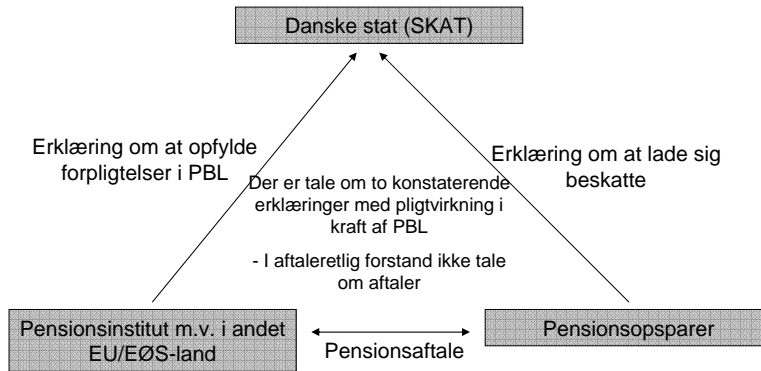 Danske stat (SKAT)
Erklæring om at opfylde
forpligtelser i PBL
Erklæring om at lade sig
beskatte
Der er tale om to konstaterende
erklæringer med pligtvirkning i
kraft af PBL
- I aftaleretlig forstand ikke tale
om aftaler
Pensionsinstitut m.v. i andet
EU/EØS-land
Pensionsaftale
Pensionsopsparer